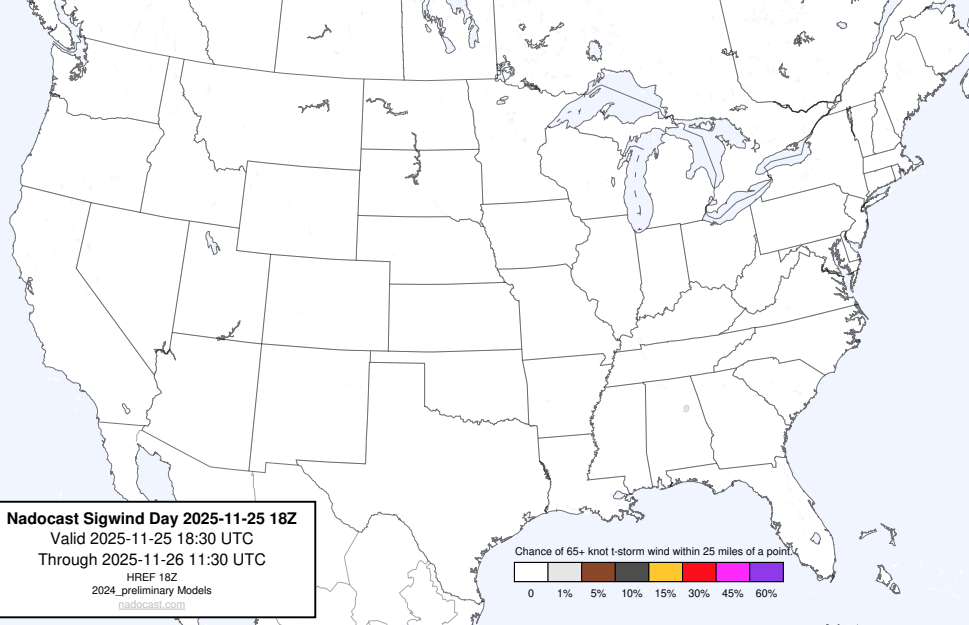 Nadocast Sigwind Day 2025-11-25 18Z
Valid 2025-11-25 18:30 UTC
Through 2025-11-26 11:30 UTC
HREF 18Z
2024_preliminary Models
nadocast.com
Chance of 65+ knot t-storm wind within 25 miles of a point.
0 1% 5% 10% 15% 30% 45% 60%